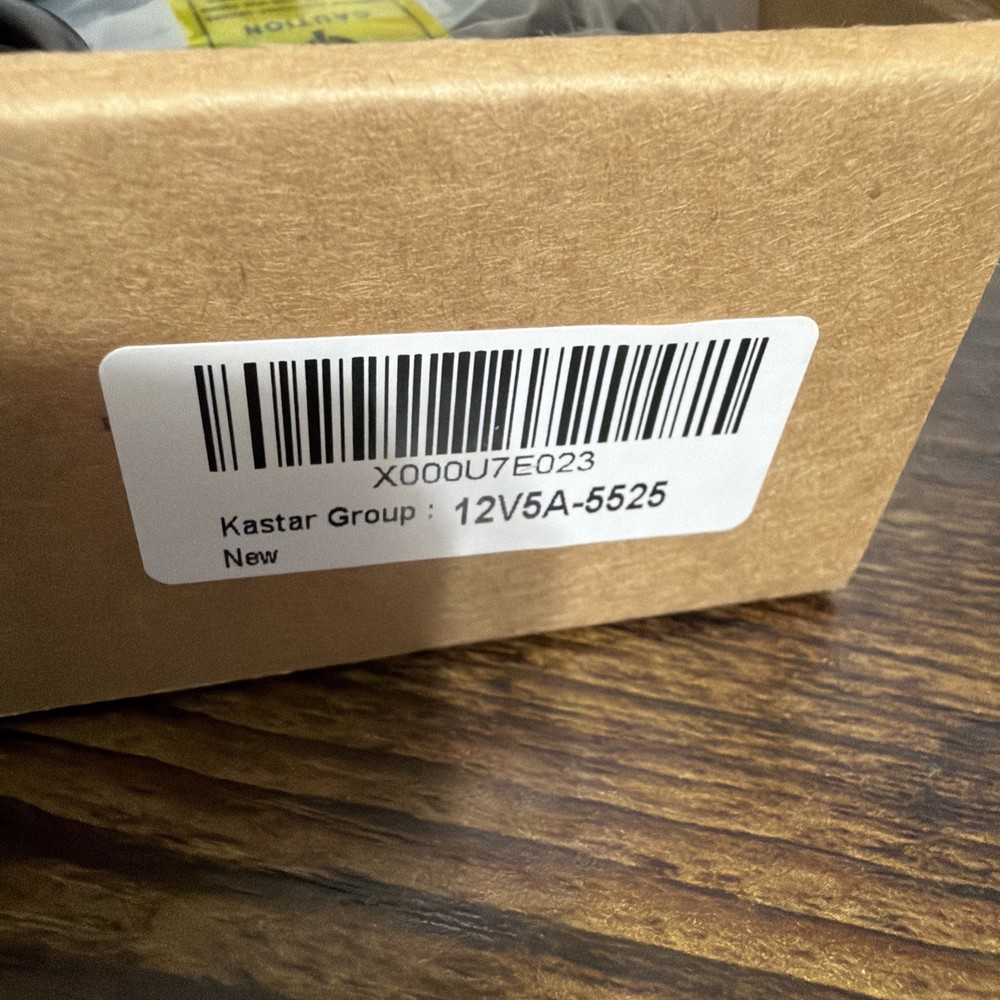 CAUTION
X000U7E023
Kastar Group : 12V5A-5525
New